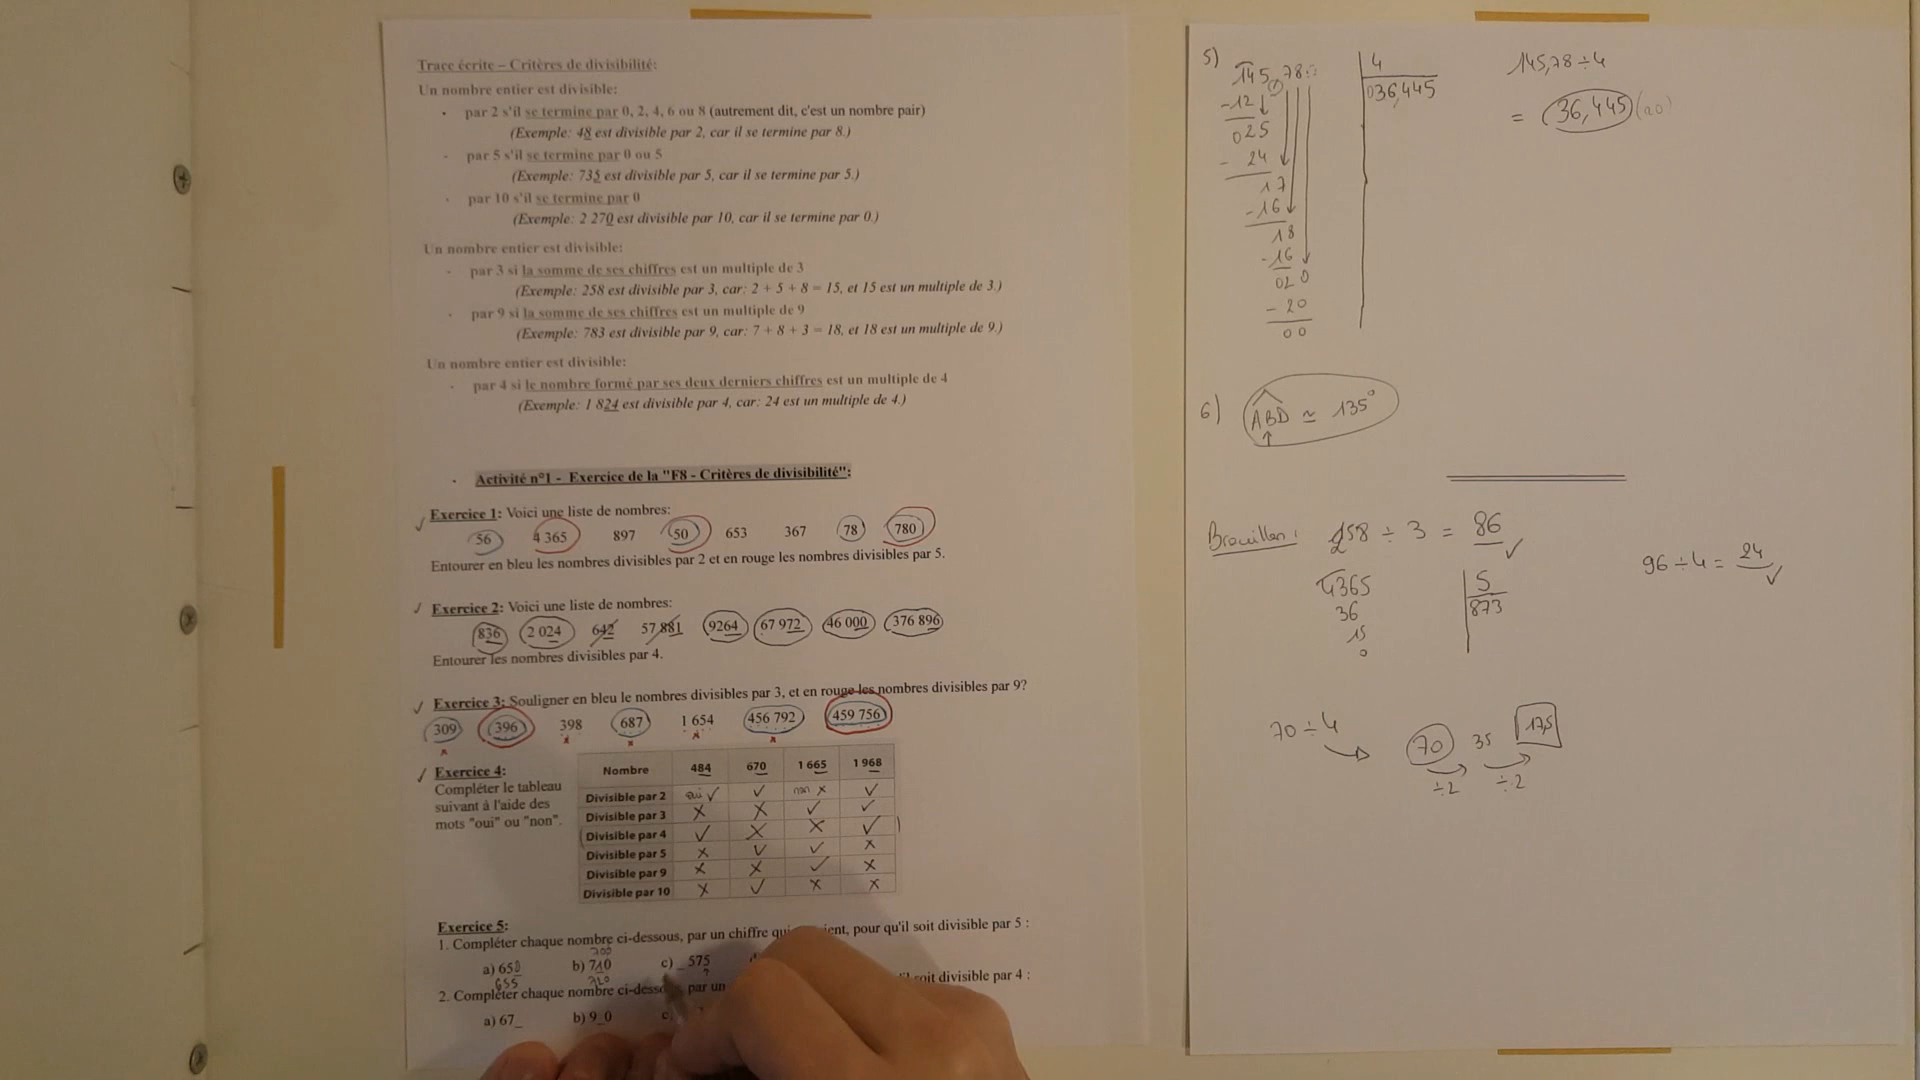 Trace écrite – Critères de divisibilité:
Un nombre entier est divisible:
- par 2 s'il se termine par 0, 2, 4, 6 ou 8 (autrement dit, c'est un nombre pair)
(Exemple: 48 est divisible par 2, car il se termine par 8.)
- par 5 s'il se termine par 0 ou 5
(Exemple: 735 est divisible par 5, car il se termine par 5.)
- par 10 s'il se termine par 0
(Exemple: 2 270 est divisible par 10, car il se termine par 0.)
Un nombre entier est divisible:
- par 3 si la somme de ses chiffres est un multiple de 3
(Exemple: 258 est divisible par 3, car: 2 + 5 + 8 = 15, et 15 est un multiple de 3.)
- par 9 si la somme de ses chiffres est un multiple de 9
(Exemple: 783 est divisible par 9, car: 7 + 8 + 3 = 18, et 18 est un multiple de 9.)
Un nombre entier est divisible:
- par 4 si le nombre formé par ses deux derniers chiffres est un multiple de 4
(Exemple: 1 824 est divisible par 4, car: 24 est un multiple de 4.)
- Activité n°1 - Exercice de la "F8 - Critères de divisibilité":
✓ Exercice 1: Voici une liste de nombres:
56 4 365 897 50 653 367 78 780
Entourer en bleu les nombres divisibles par 2 et en rouge les nombres divisibles par 5.
✓ Exercice 2: Voici une liste de nombres:
836 2 024 642 57 881 9264 67 972 46 000 376 896
Entourer les nombres divisibles par 4.
✓ Exercice 3: Souligner en bleu le nombres divisibles par 3, et en rouge les nombres divisibles par 9?
309 396 398 687 1 654 456 792 459 756
✓ Exercice 4:
Compléter le tableau
suivant à l'aide des
mots "oui" ou "non".
Nombre 484 670 1 665 1 968
Divisible par 2 oui ✓ ✓ non x ✓
Divisible par 3 x x ✓ ✓
Divisible par 4 ✓ x x ✓
Divisible par 5 x ✓ ✓ x
Divisible par 9 x x ✓ x
Divisible par 10 x ✓ x x
Exercice 5:
1. Compléter chaque nombre ci-dessous, par un chiffre qui ient, pour qu'il soit divisible par 5 :
700
a) 650 b) 710 c) _575
655 720 ?
2. Compléter chaque nombre ci-desso par un soit divisible par 4 :
a) 67_ b) 9_0 c)
5) 145,78 4
-12 036,445
025
- 24
17
-16
18
-16
020
- 20
00
145,78 ÷ 4
= 36,445
6) ABD ≃ 135°
Brouillon: 258 ÷ 3 = 86 ✓
96 ÷ 4 = 24 ✓
4365 5
36 873
15
0
70 ÷ 4
70 35 17,5
÷2 ÷2